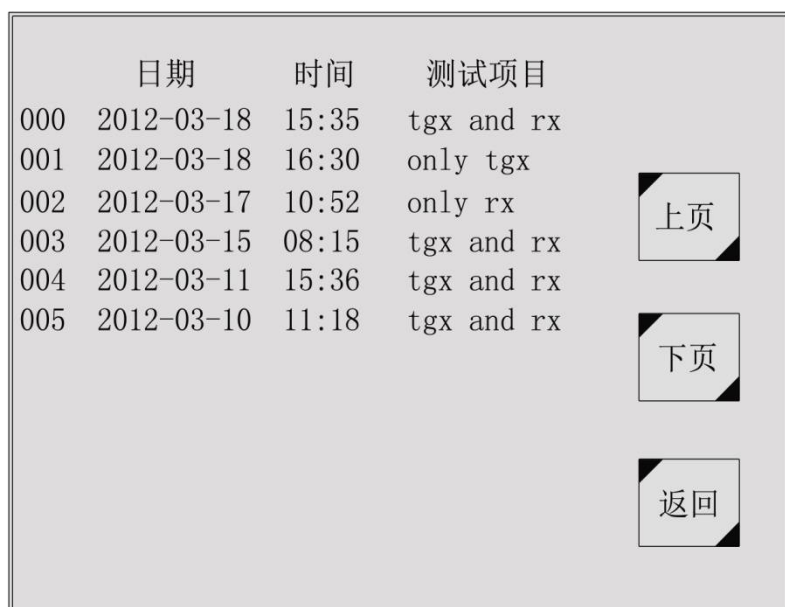 日期 时间 测试项目
000 2012-03-18 15:35 tgx and rx
001 2012-03-18 16:30 only tgx
002 2012-03-17 10:52 only rx
003 2012-03-15 08:15 tgx and rx
004 2012-03-11 15:36 tgx and rx
005 2012-03-10 11:18 tgx and rx
上页
下页
返回